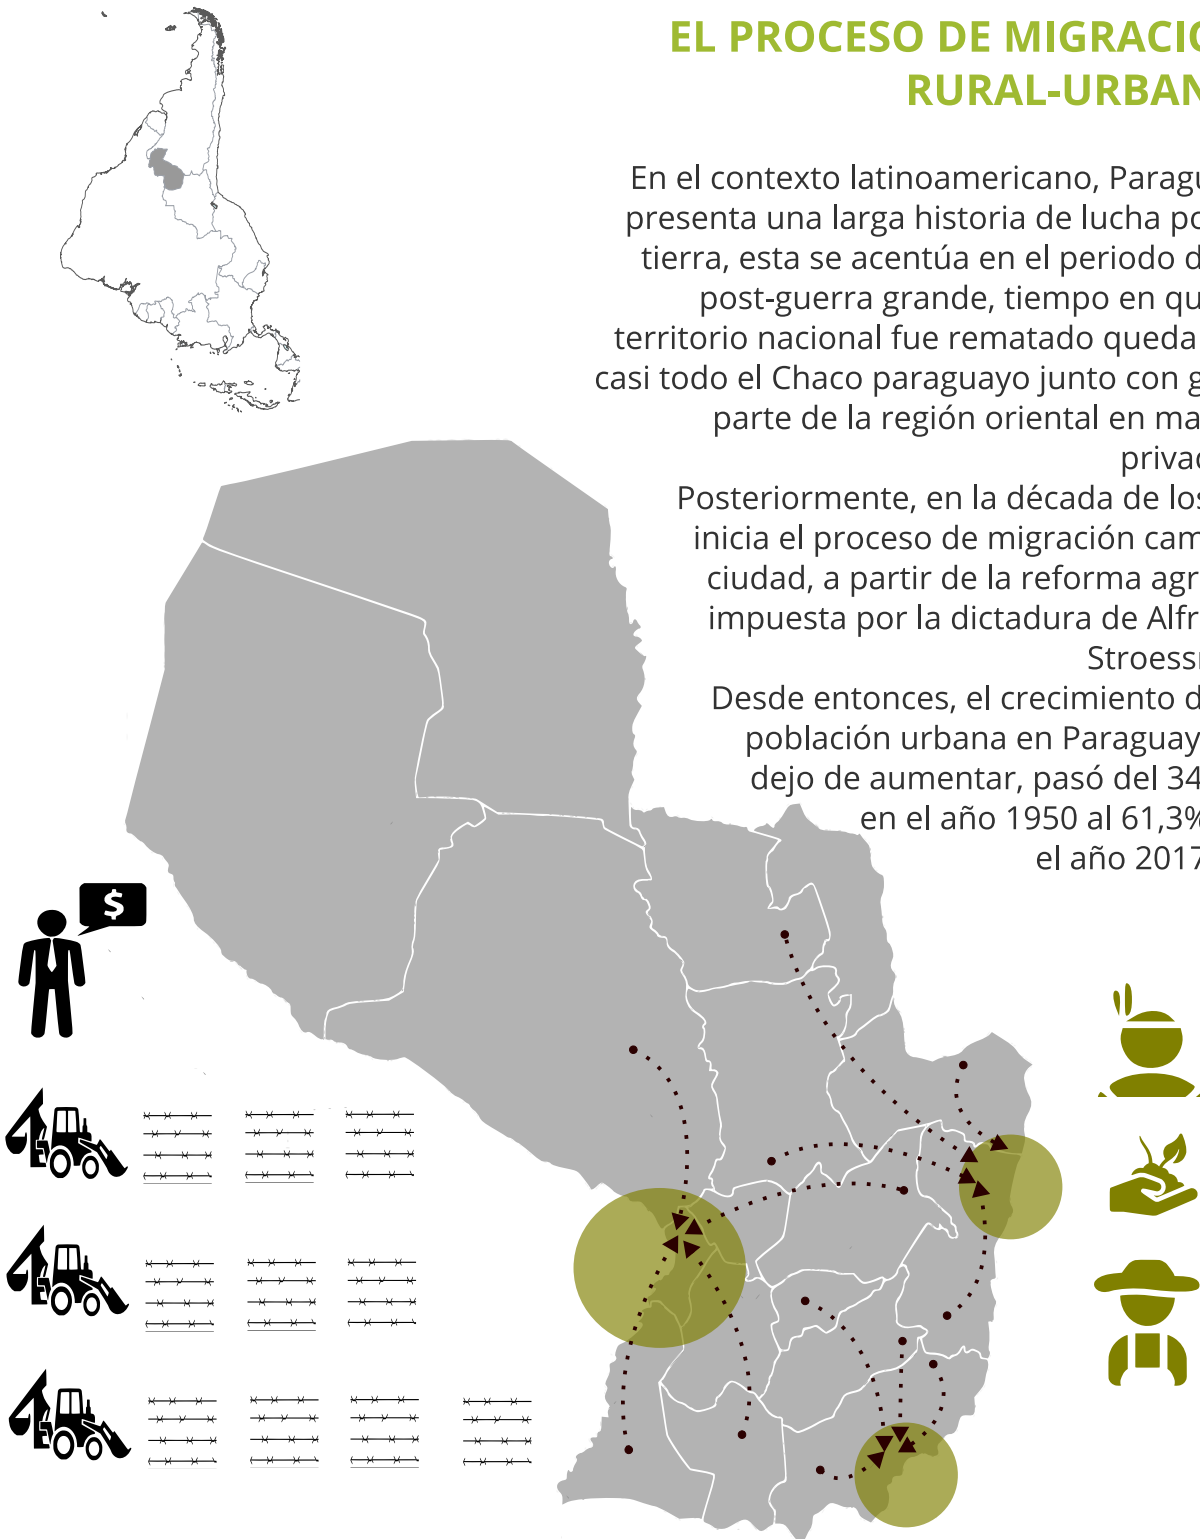 EL PROCESO DE MIGRACIÓ
RURAL-URBAN
En el contexto latinoamericano, Paragu
presenta una larga historia de lucha po
tierra, esta se acentúa en el periodo d
post-guerra grande, tiempo en qu
territorio nacional fue rematado queda
casi todo el Chaco paraguayo junto con g
parte de la región oriental en ma
priva
Posteriormente, en la década de los
inicia el proceso de migración cam
ciudad, a partir de la reforma agr
impuesta por la dictadura de Alfr
Stroess
Desde entonces, el crecimiento d
población urbana en Paraguay
dejo de aumentar, pasó del 34
en el año 1950 al 61,3%
el año 2017
$